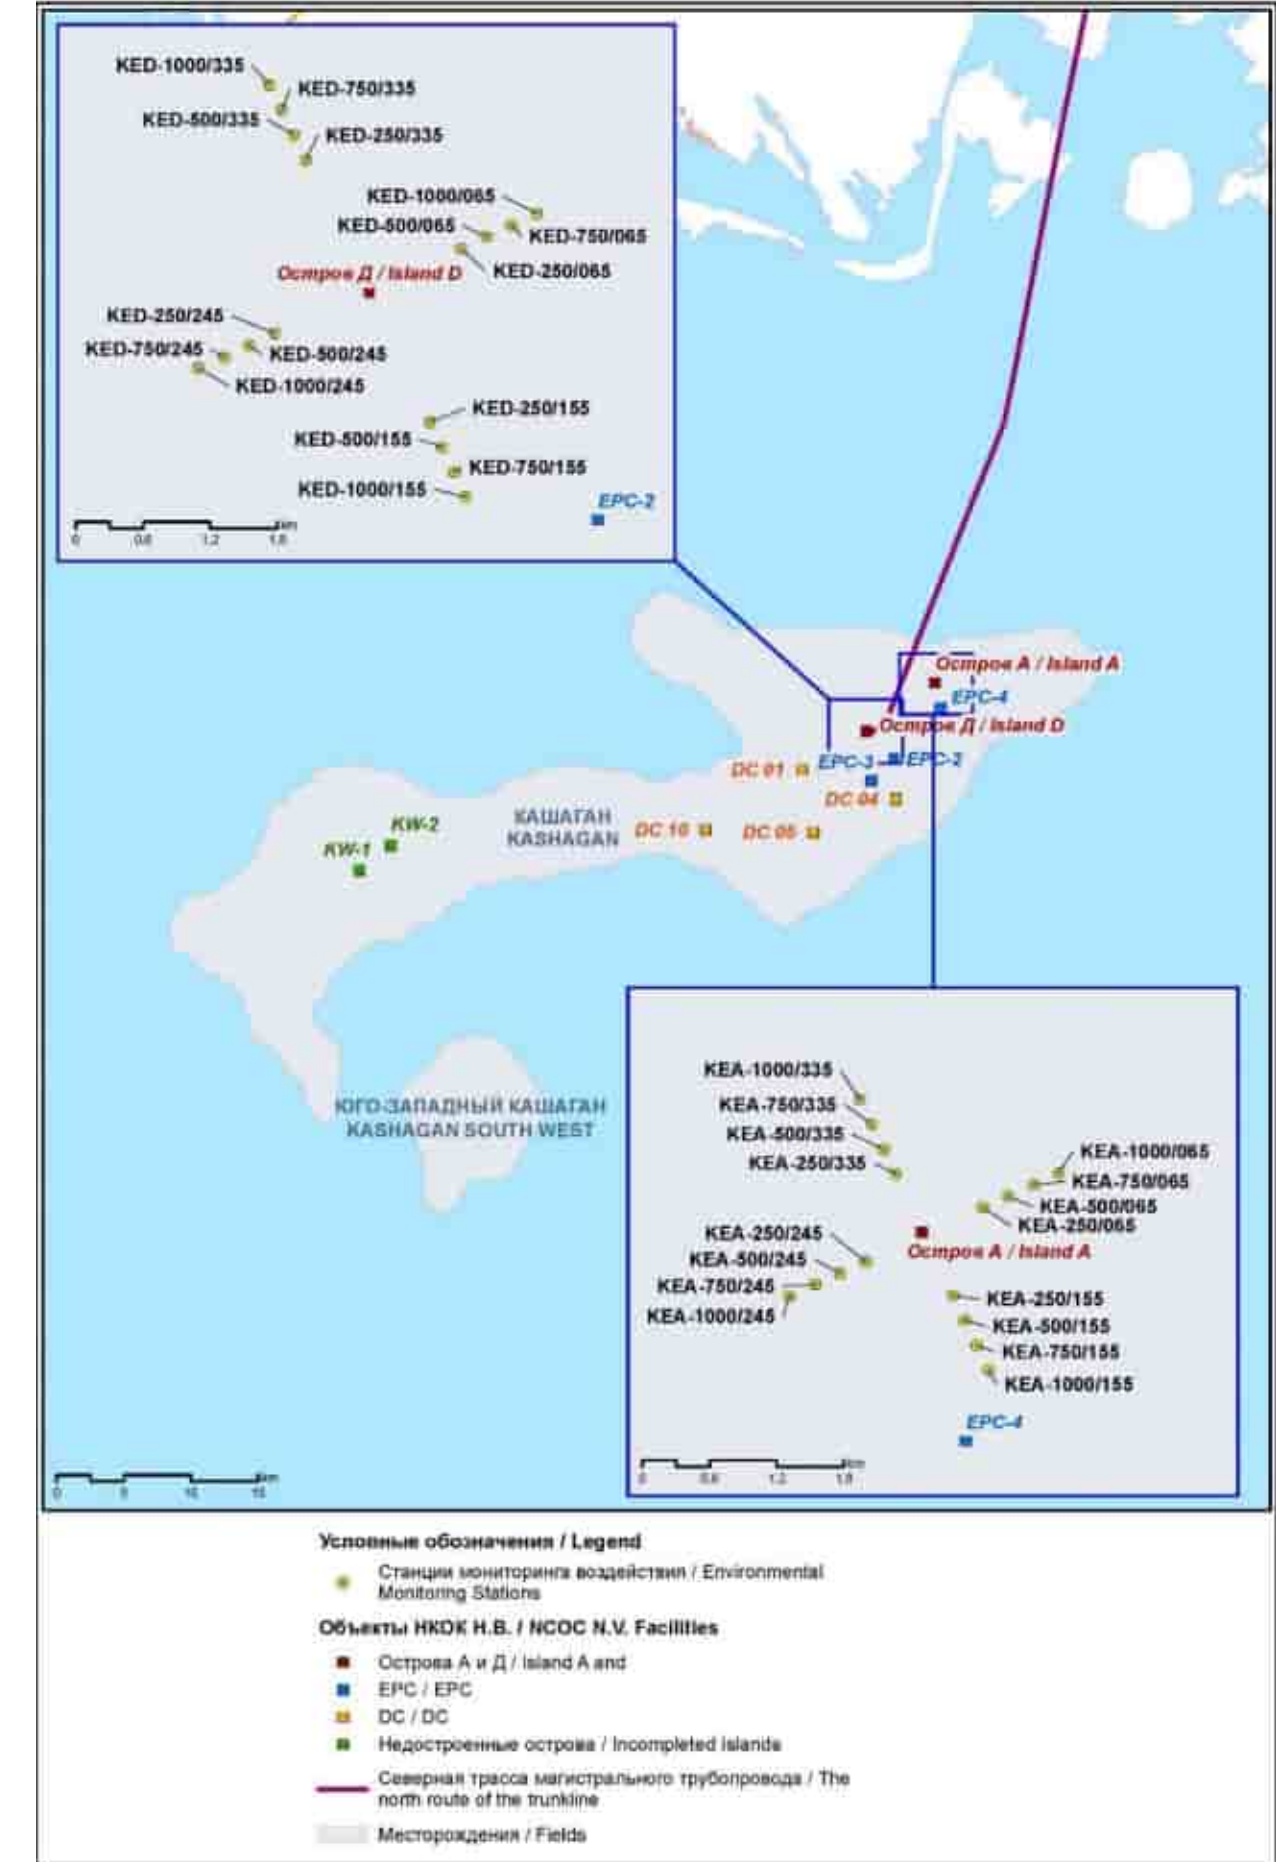 KED-1000/335
KED-750/335
KED-500/335
KED-250/335
KED-1000/065
KED-500/065
KED-750/065
KED-250/065
Остров Д / Island D
KED-250/245
KED-750/245
KED-500/245
KED-1000/245
KED-250/155
KED-500/155
KED-750/155
KED-1000/155
EPC-2
km
0 0,6 1,2 1,8
Остров А / Island A
EPC-4
Остров Д / Island D
DC 01
EPC-3
EPC-2
DC 04
КАШАГАН
KASHAGAN
DC 10
DC 05
KW-2
KW-1
ЮГО-ЗАПАДНЫЙ КАШАГАН
KASHAGAN SOUTH WEST
KEA-1000/335
KEA-750/335
KEA-500/335
KEA-250/335
KEA-1000/065
KEA-750/065
KEA-500/065
KEA-250/065
KEA-250/245
KEA-500/245
KEA-750/245
KEA-1000/245
Остров А / Island A
KEA-250/155
KEA-500/155
KEA-750/155
KEA-1000/155
EPC-4
km
0 0,6 1,2 1,8
km
0 5 10 15
Условные обозначения / Legend
Станции мониторинга воздействия / Environmental
Monitoring Stations
Объекты НКОК Н.В. / NCOC N.V. Facilities
Острова А и Д / Island A and
EPC / EPC
DC / DC
Недостроенные острова / Incompleted islands
Северная трасса магистрального трубопровода / The
north route of the trunkline
Месторождения / Fields